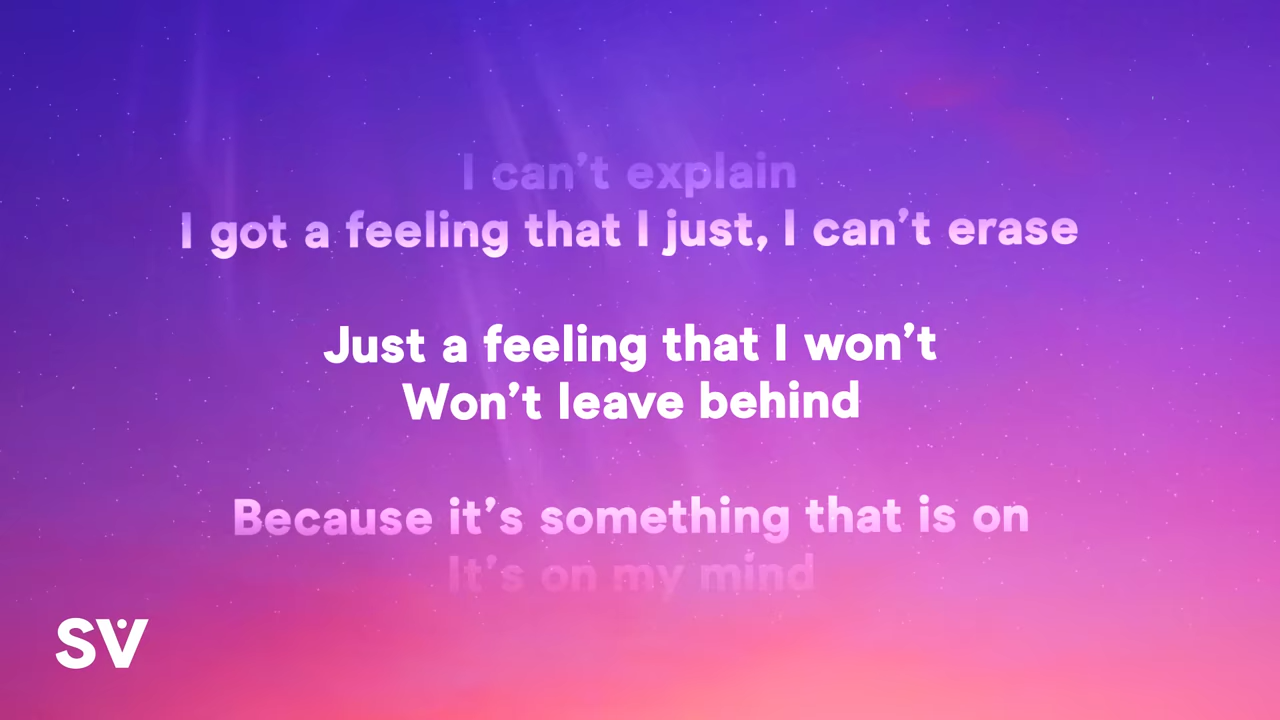 I can’t explain
I got a feeling that I just, I can’t erase
Just a feeling that I won’t
Won’t leave behind
Because it’s something that is on
It’s on my mind
SV